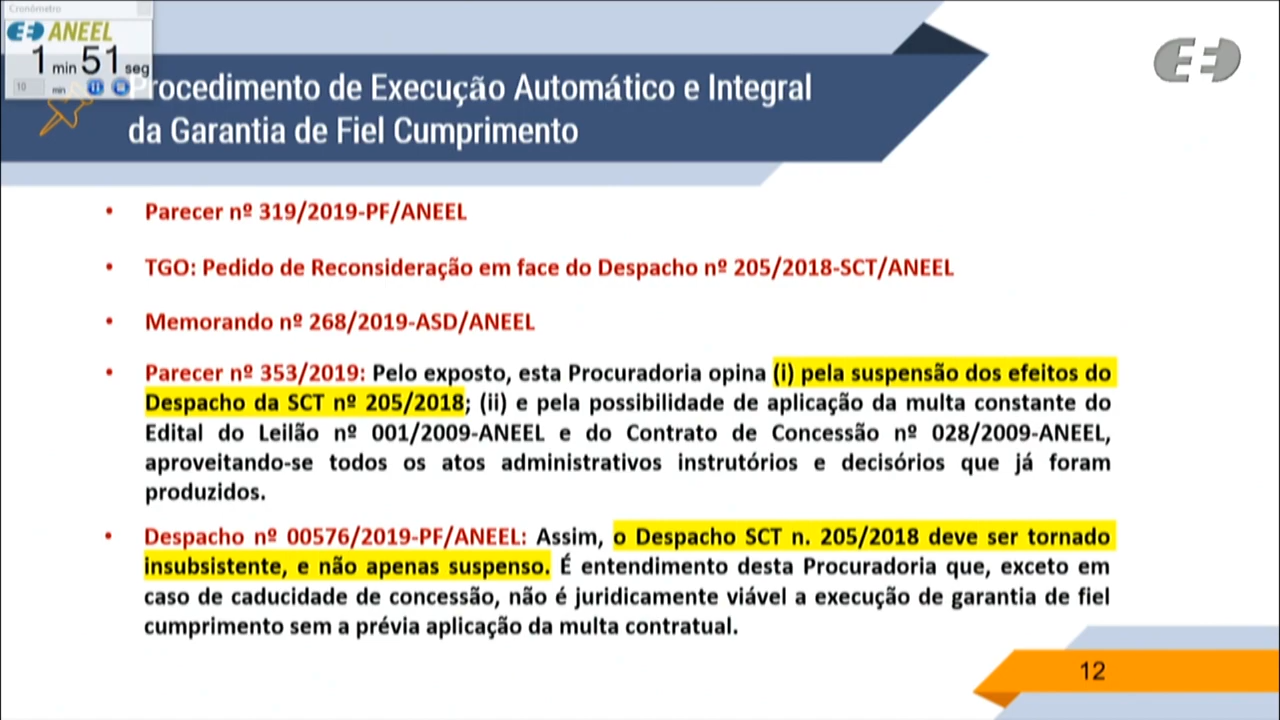 Cronômetro
ANEEL
1 min 51 seg
10 min
Procedimento de Execução Automático e Integral
da Garantia de Fiel Cumprimento
• Parecer nº 319/2019-PF/ANEEL
• TGO: Pedido de Reconsideração em face do Despacho nº 205/2018-SCT/ANEEL
• Memorando nº 268/2019-ASD/ANEEL
• Parecer nº 353/2019: Pelo exposto, esta Procuradoria opina (i) pela suspensão dos efeitos do
Despacho da SCT nº 205/2018; (ii) e pela possibilidade de aplicação da multa constante do
Edital do Leilão nº 001/2009-ANEEL e do Contrato de Concessão nº 028/2009-ANEEL,
aproveitando-se todos os atos administrativos instrutórios e decisórios que já foram
produzidos.
• Despacho nº 00576/2019-PF/ANEEL: Assim, o Despacho SCT n. 205/2018 deve ser tornado
insubsistente, e não apenas suspenso. É entendimento desta Procuradoria que, exceto em
caso de caducidade de concessão, não é juridicamente viável a execução de garantia de fiel
cumprimento sem a prévia aplicação da multa contratual.
12